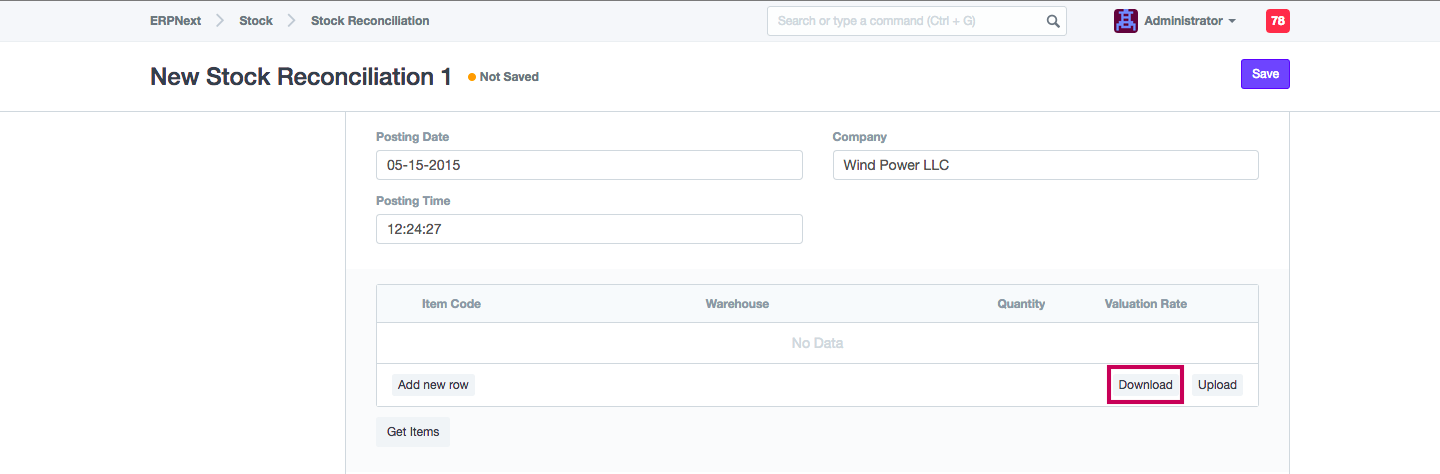 ERPNext Stock Stock Reconciliation Search or type a command (Ctrl + G) Administrator 78
New Stock Reconciliation 1 Not Saved Save
Posting Date Company
05-15-2015 Wind Power LLC
Posting Time
12:24:27
Item Code Warehouse Quantity Valuation Rate
No Data
Add new row Download Upload
Get Items